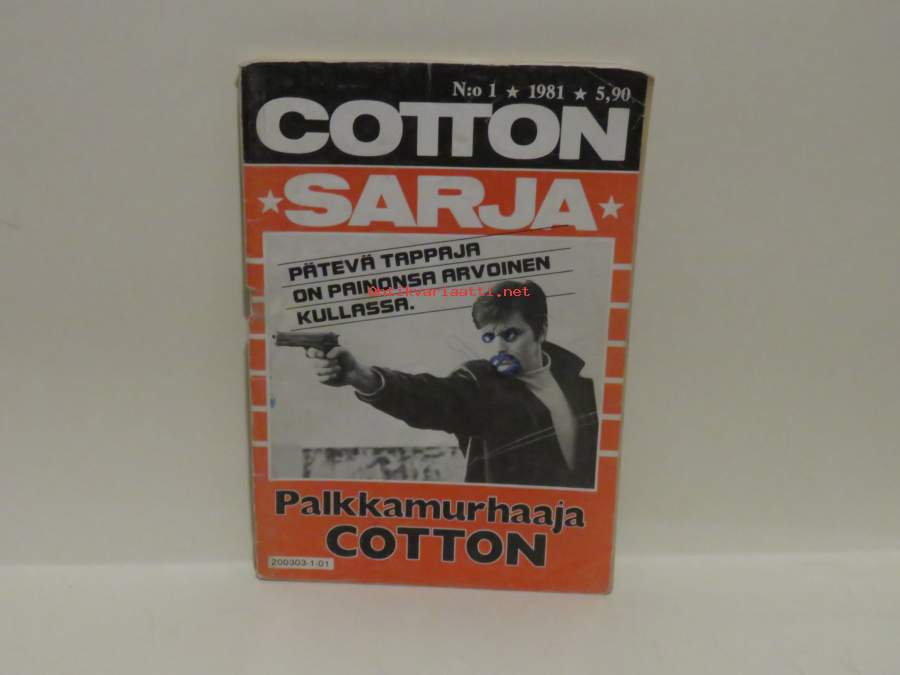 N:o 1 ★ 1981 ★ 5,90
COTTON
★ SARJA ★
PÄTEVÄ TAPPAJA
ON PAINONSA ARVOINEN
KULLASSA.
Antikvariaatti.net
Palkkamurhaaja
COTTON
200303-1-01